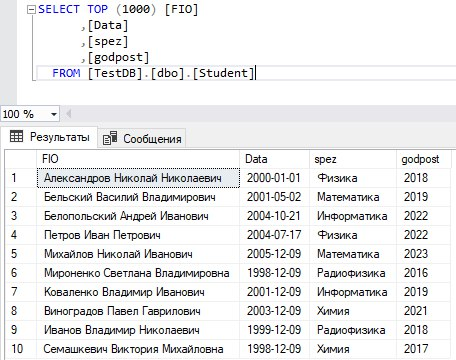 SELECT TOP (1000) [FIO]
,[Data]
,[spez]
,[godpost]
FROM [TestDB].[dbo].[Student]
100 %
Результаты Сообщения
FIO Data spez godpost
1 Александров Николай Николаевич 2000-01-01 Физика 2018
2 Бельский Василий Владимирович 2001-05-02 Математика 2019
3 Белопольский Андрей Иванович 2004-10-21 Информатика 2022
4 Петров Иван Петрович 2004-07-17 Физика 2022
5 Михайлов Николай Иванович 2005-12-09 Математика 2023
6 Мироненко Светлана Владимировна 1998-12-09 Радиофизика 2016
7 Коваленко Владимир Иванович 2001-12-09 Информатика 2019
8 Виноградов Павел Гаврилович 2003-12-09 Химия 2021
9 Иванов Владимир Николаевич 1999-12-09 Радиофизика 2018
10 Семашкевич Виктория Михайловна 1998-12-09 Химия 2017